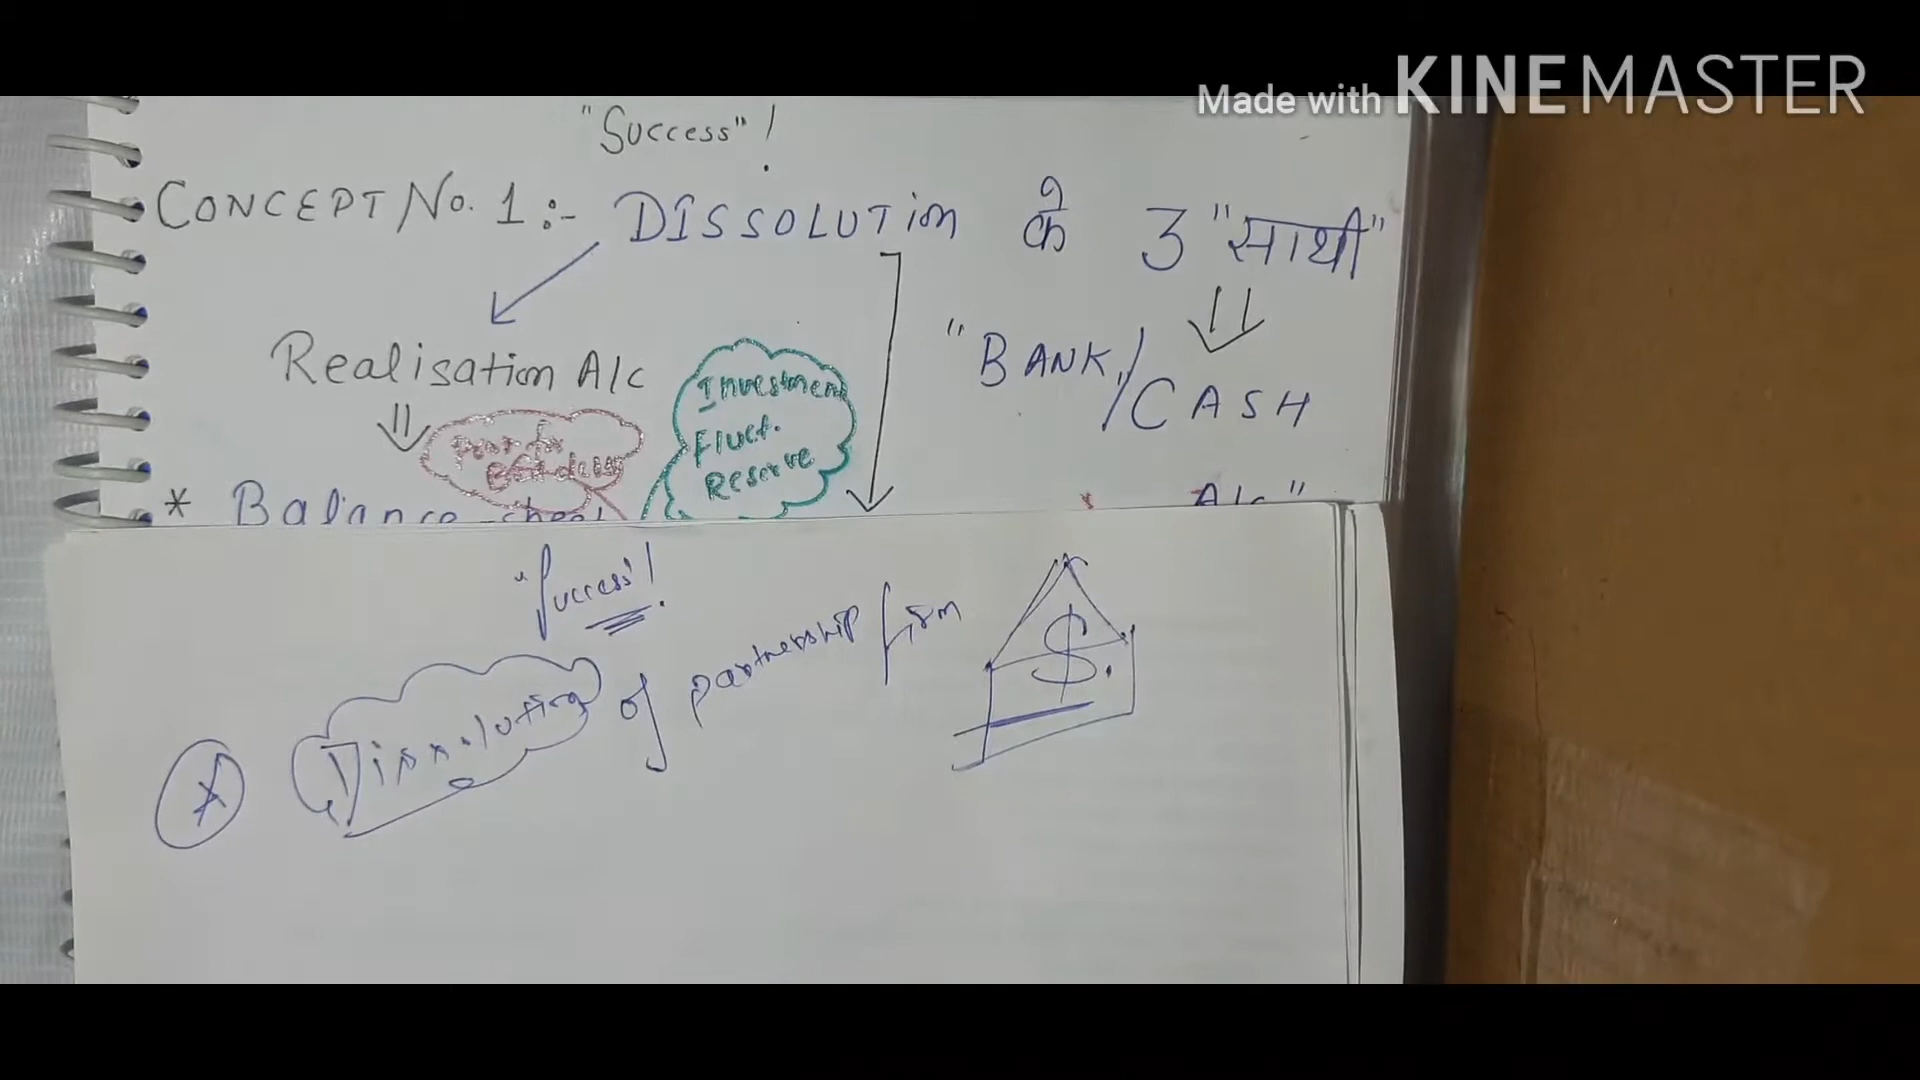 Made with KINEMASTER
"Success"!
CONCEPT No. 1 :- DISSOLUTION के 3 "साथी"
Realisation A/c
"BANK/CASH
Investment
Fluct.
Reserve
* Balance sheet
A/c"
"Success"!
Dissolution of partnership firm
$